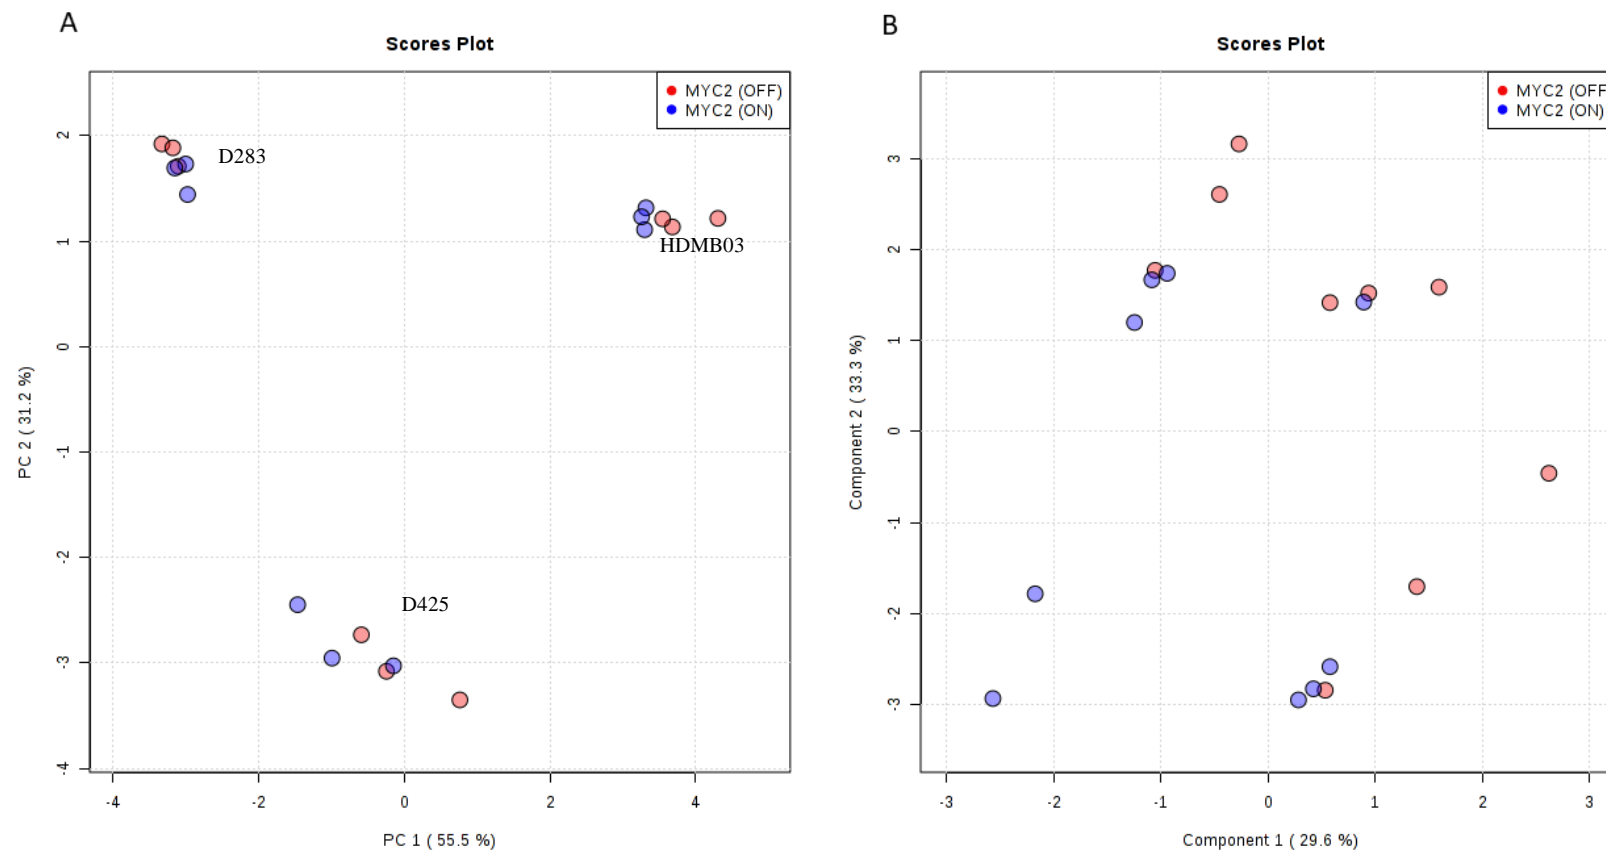 A
Scores Plot
MYC2 (OFF)
MYC2 (ON)
D283
HDMB03
D425
2
1
0
-1
-2
-3
-4
PC 2 ( 31.2 %)
-4
-2
0
2
4
PC 1 ( 55.5 %)
B
Scores Plot
MYC2 (OFF
MYC2 (ON)
3
2
1
0
-1
-2
-3
Component 2 ( 33.3 %)
-3
-2
-1
0
1
2
3
Component 1 ( 29.6 %)